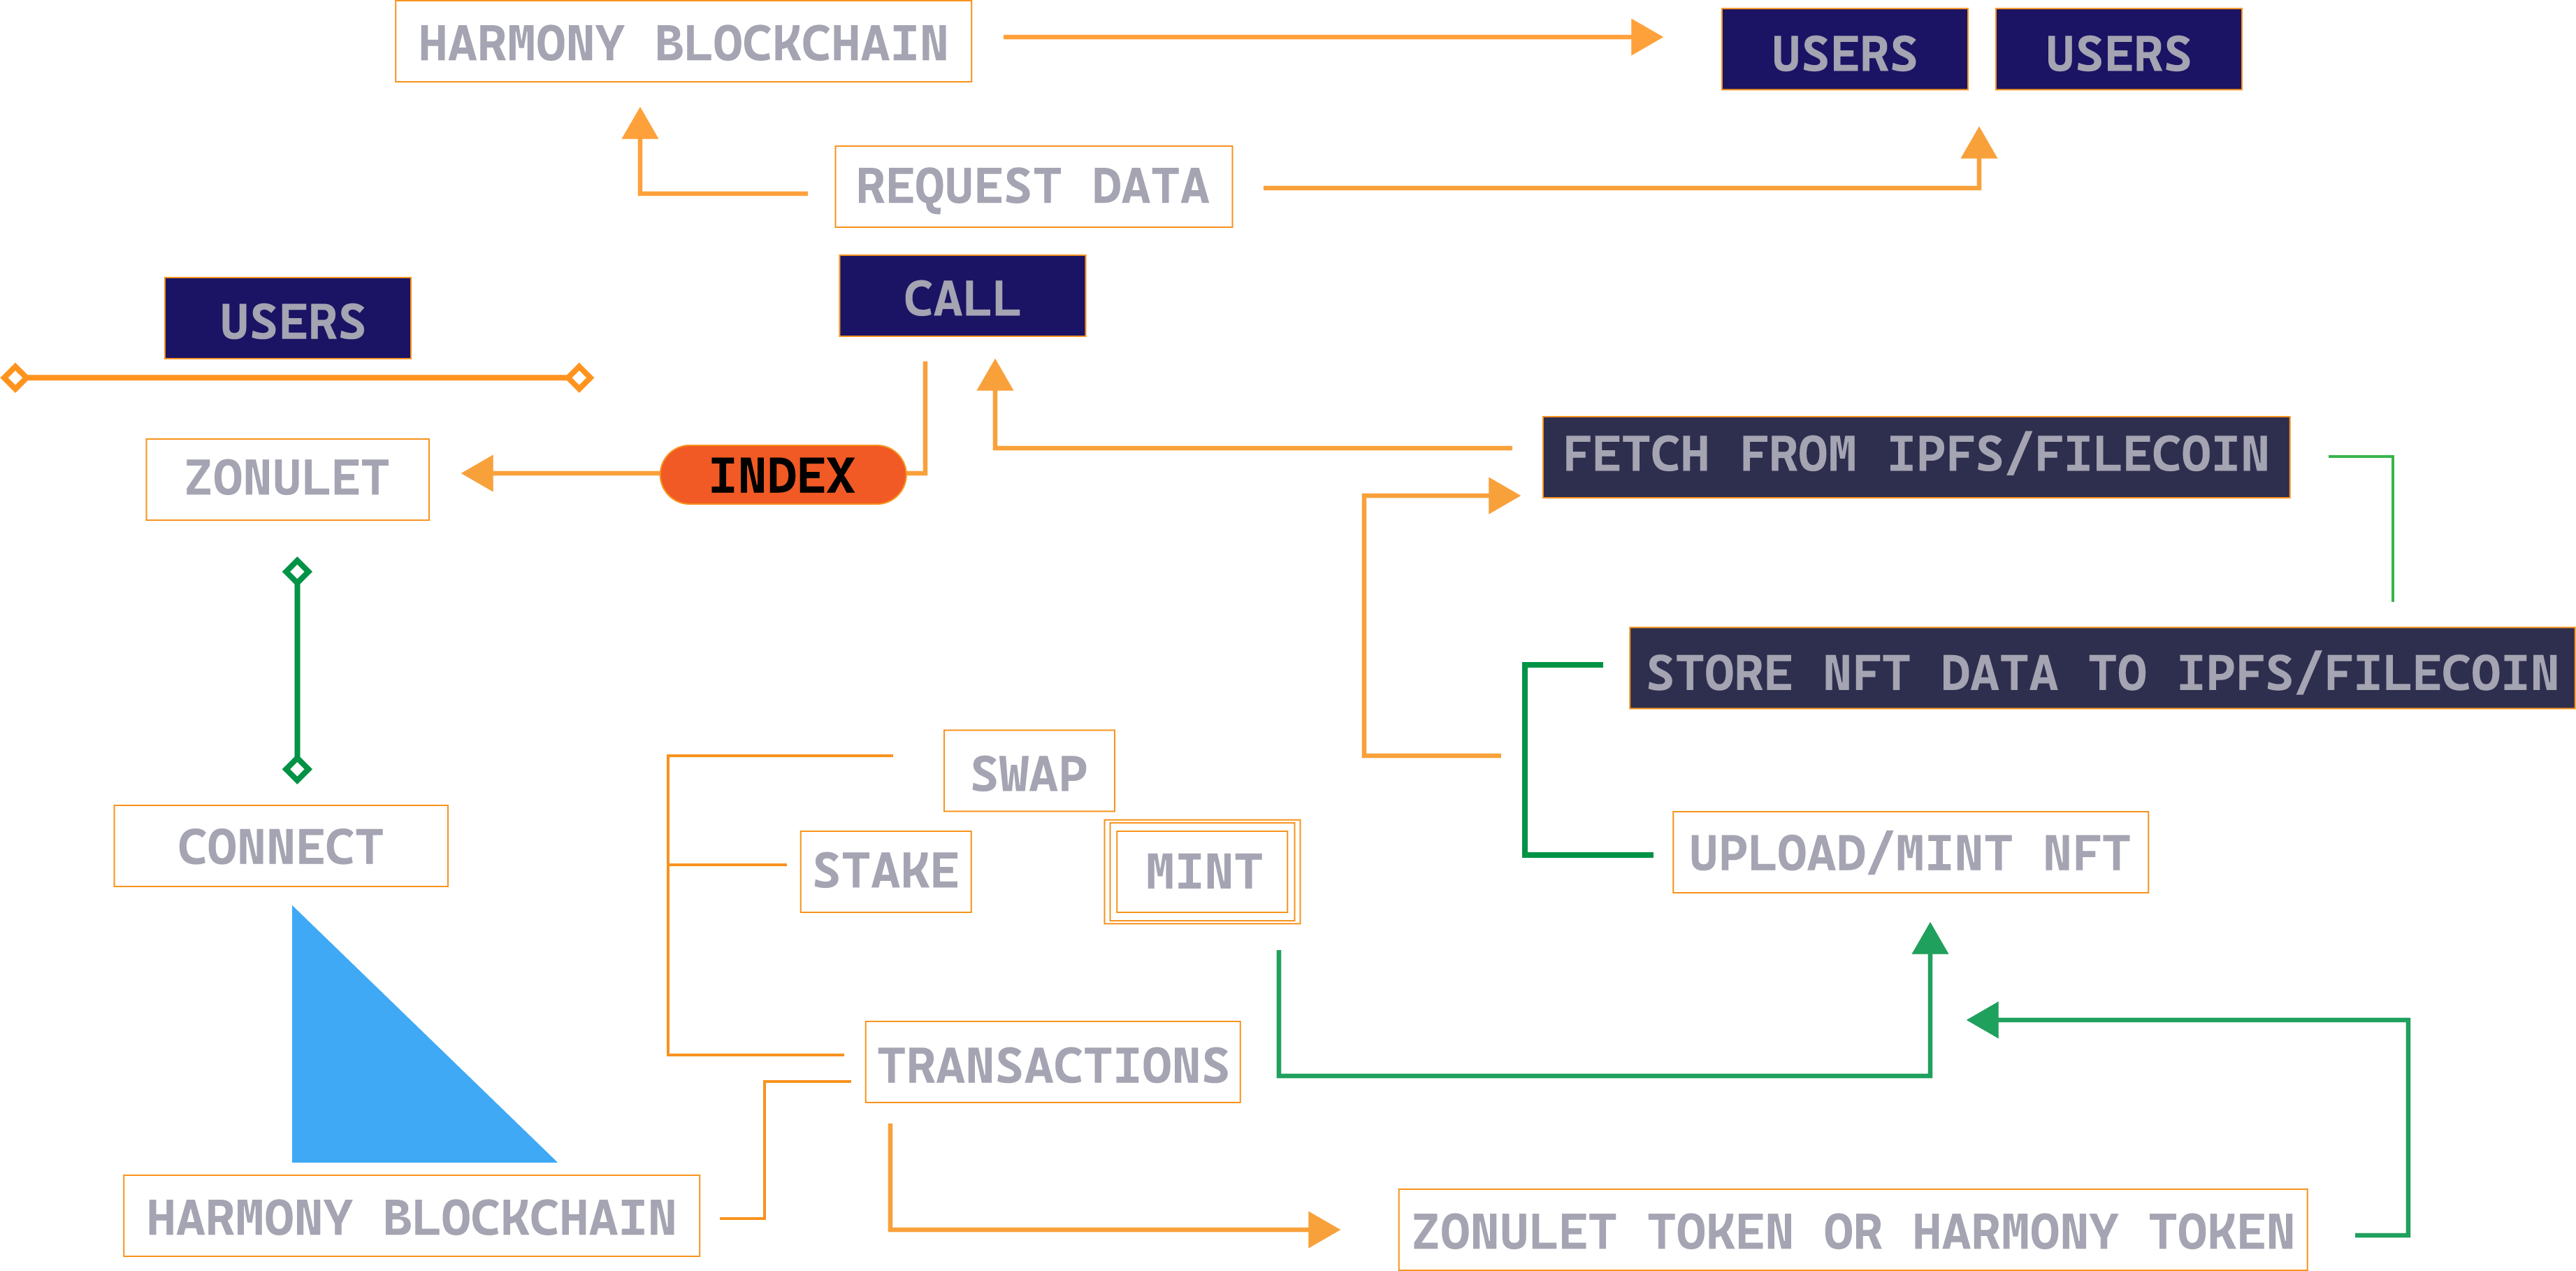 HARMONY BLOCKCHAIN
USERS
USERS
REQUEST DATA
CALL
USERS
FETCH FROM IPFS/FILECOIN
ZONULET
INDEX
STORE NFT DATA TO IPFS/FILECOIN
SWAP
CONNECT
STAKE
MINT
UPLOAD/MINT NFT
TRANSACTIONS
HARMONY BLOCKCHAIN
ZONULET TOKEN OR HARMONY TOKEN